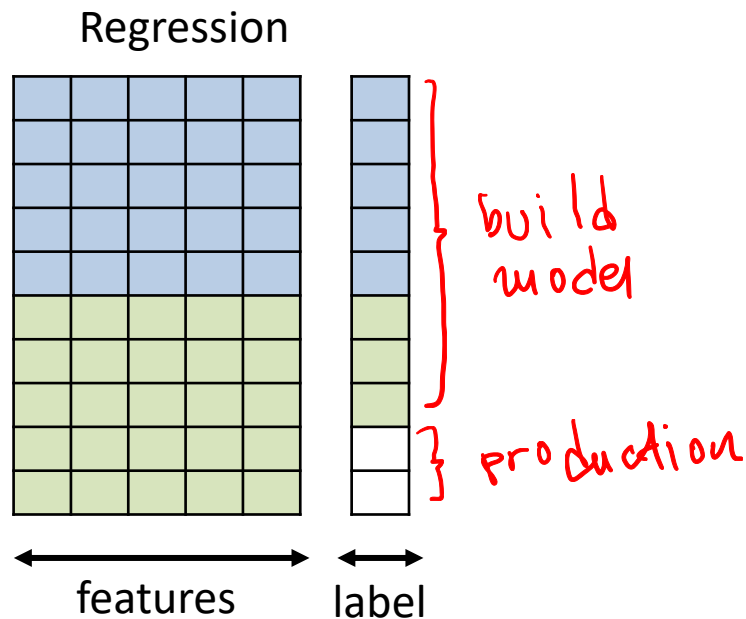 Regression
build
model
production
features
label